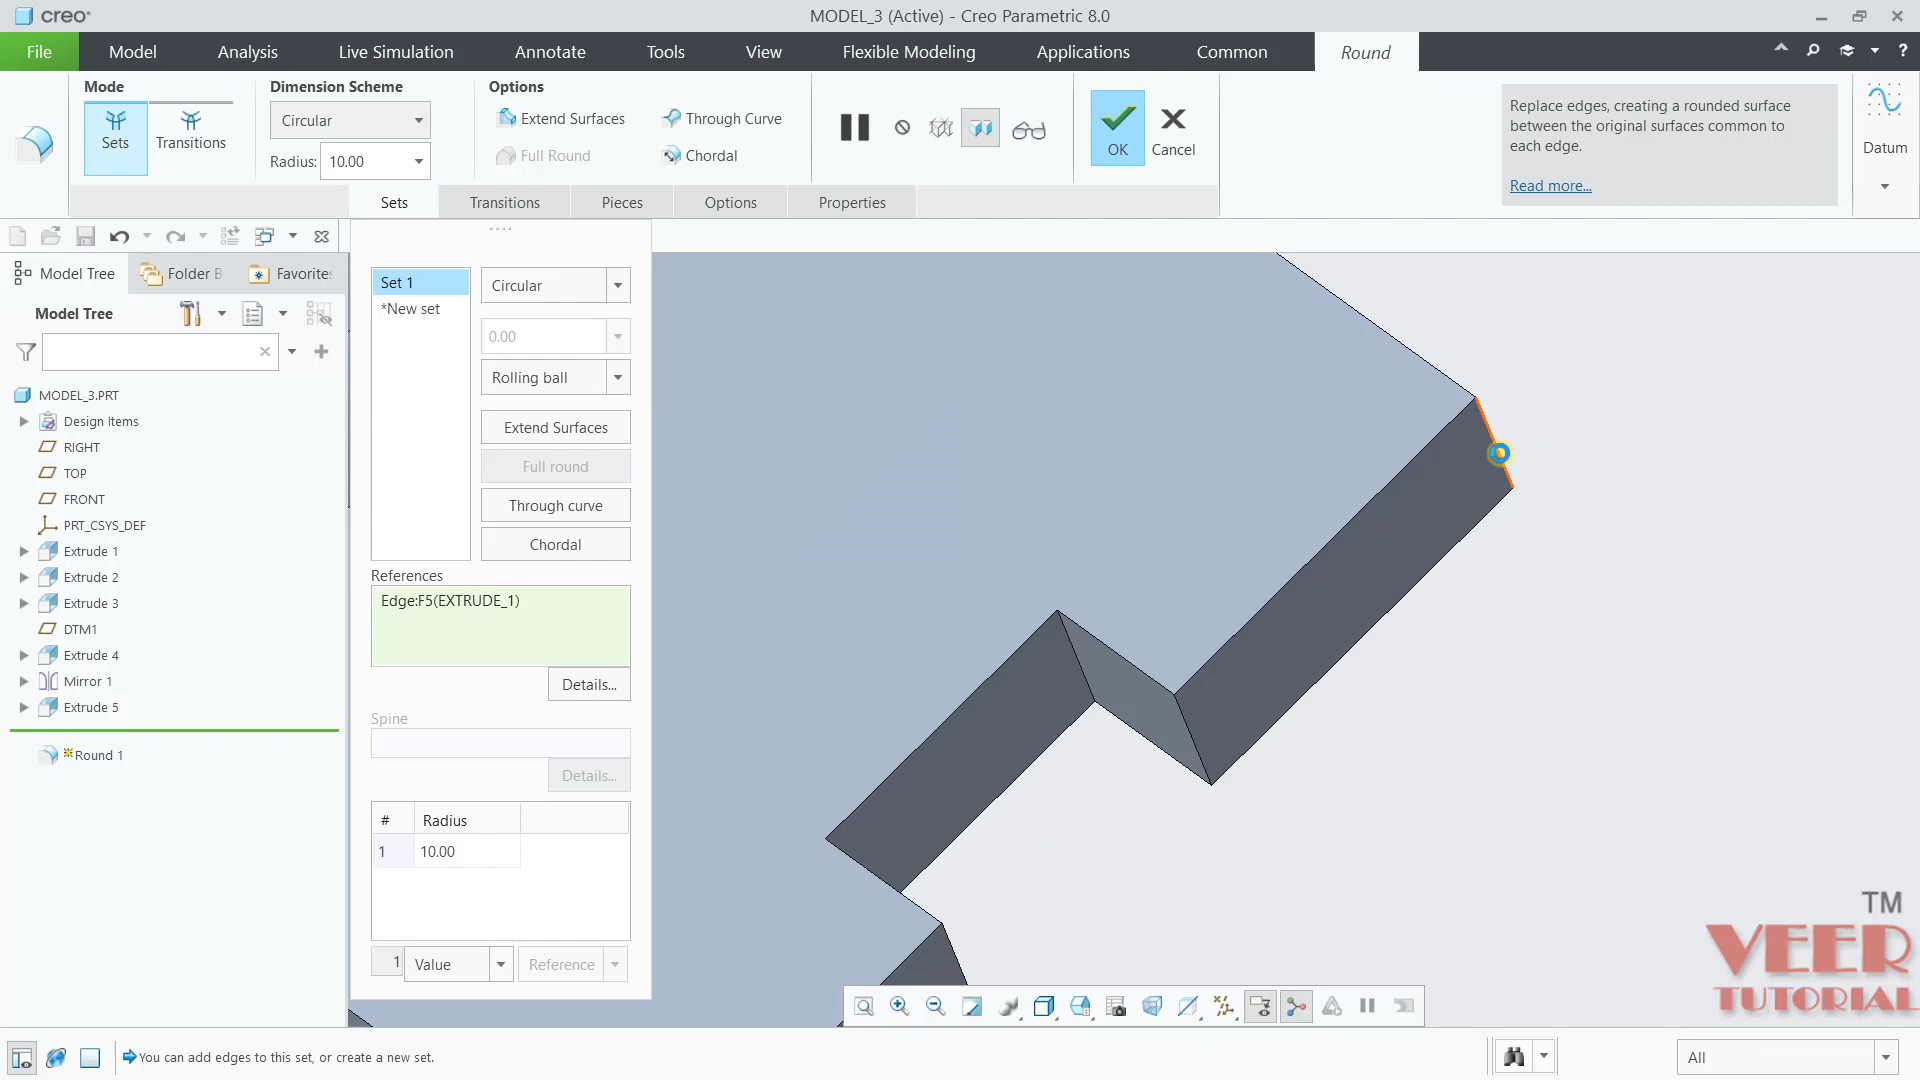 creo
MODEL_3 (Active) - Creo Parametric 8.0
File
Model
Analysis
Live Simulation
Annotate
Tools
View
Flexible Modeling
Applications
Common
Round
Mode
Dimension Scheme
Options
Sets
Transitions
Circular
Radius: 10.00
Extend Surfaces
Through Curve
Full Round
Chordal
OK
Cancel
Replace edges, creating a rounded surface
between the original surfaces common to
each edge.
Read more...
Datum
Sets
Transitions
Pieces
Options
Properties
Model Tree
Folder B
Favorites
Model Tree
MODEL_3.PRT
Design Items
RIGHT
TOP
FRONT
PRT_CSYS_DEF
Extrude 1
Extrude 2
Extrude 3
DTM1
Extrude 4
Mirror 1
Extrude 5
Round 1
Set 1
*New set
Circular
0.00
Rolling ball
Extend Surfaces
Full round
Through curve
Chordal
References
Edge:F5(EXTRUDE_1)
Details...
Spine
Details...
# Radius
1 10.00
1 Value Reference
TM
VEER
TUTORIAL
You can add edges to this set, or create a new set.
All